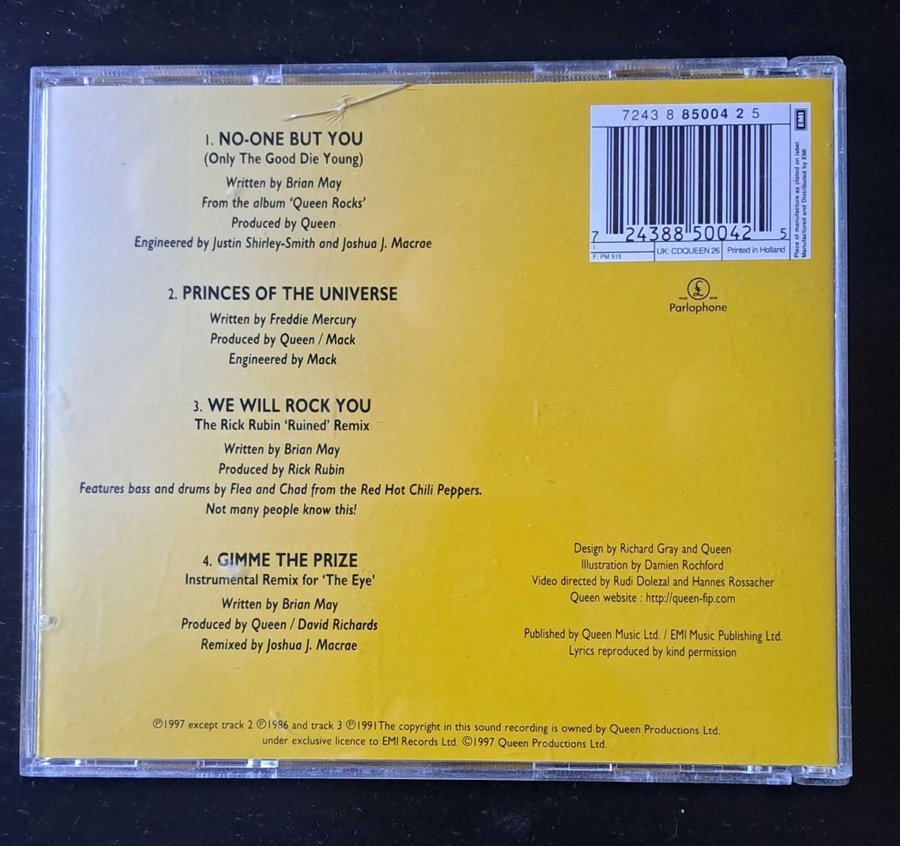 1. NO-ONE BUT YOU
(Only The Good Die Young)
Written by Brian May
From the album ‘Queen Rocks’
Produced by Queen
Engineered by Justin Shirley-Smith and Joshua J. Macrae
2. PRINCES OF THE UNIVERSE
Written by Freddie Mercury
Produced by Queen / Mack
Engineered by Mack
3. WE WILL ROCK YOU
The Rick Rubin ‘Ruined’ Remix
Written by Brian May
Produced by Rick Rubin
Features bass and drums by Flea and Chad from the Red Hot Chili Peppers.
Not many people know this!
4. GIMME THE PRIZE
Instrumental Remix for ‘The Eye’
Written by Brian May
Produced by Queen / David Richards
Remixed by Joshua J. Macrae
7243 8 85004 2 5
7 24388 50042 5
I:
F: PM 515
UK: CDQUEEN 26
Printed in Holland
EMI
Place of manufacture as stated on label
Manufactured and Distributed by EMI
TRADE MARK
£
Parlophone
Design by Richard Gray and Queen
Illustration by Damien Rochford
Video directed by Rudi Dolezal and Hannes Rossacher
Queen website : http://queen-fip.com
Published by Queen Music Ltd. / EMI Music Publishing Ltd.
Lyrics reproduced by kind permission
℗1997 except track 2 ℗1986 and track 3 ℗1991 The copyright in this sound recording is owned by Queen Productions Ltd.
under exclusive licence to EMI Records Ltd. ©1997 Queen Productions Ltd.